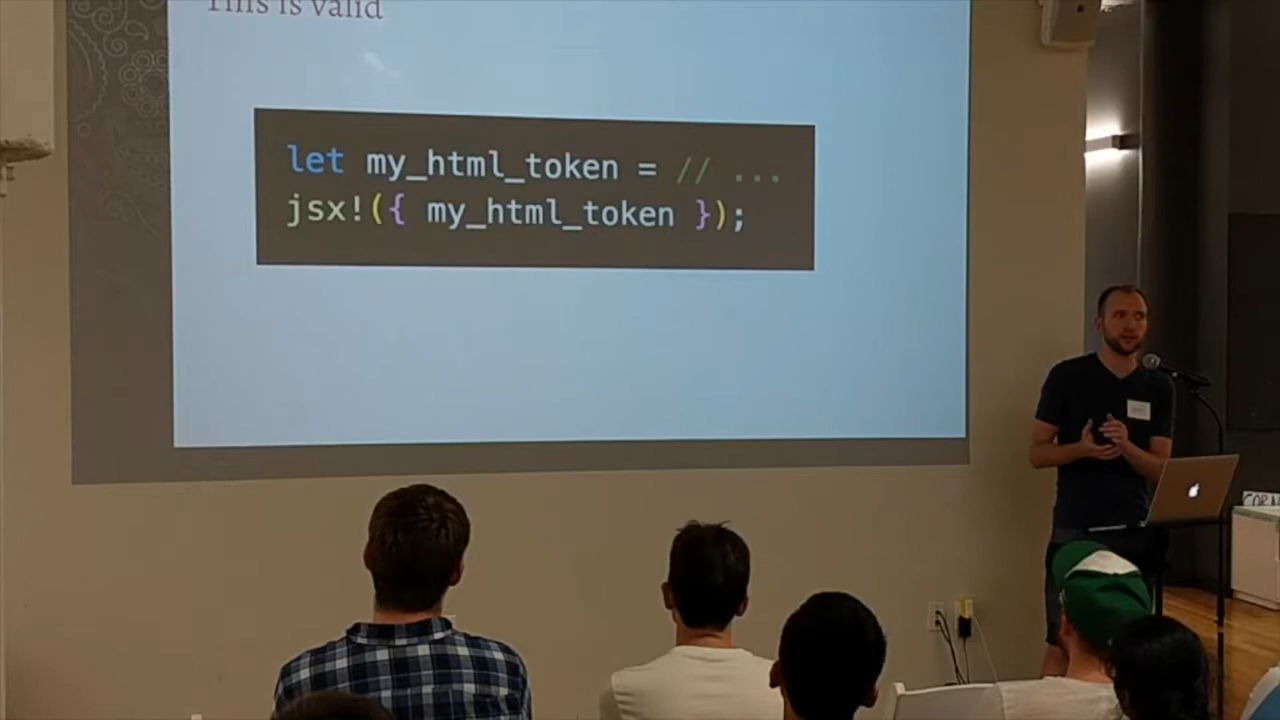 This is valid
let my_html_token = // ...
jsx!({ my_html_token });